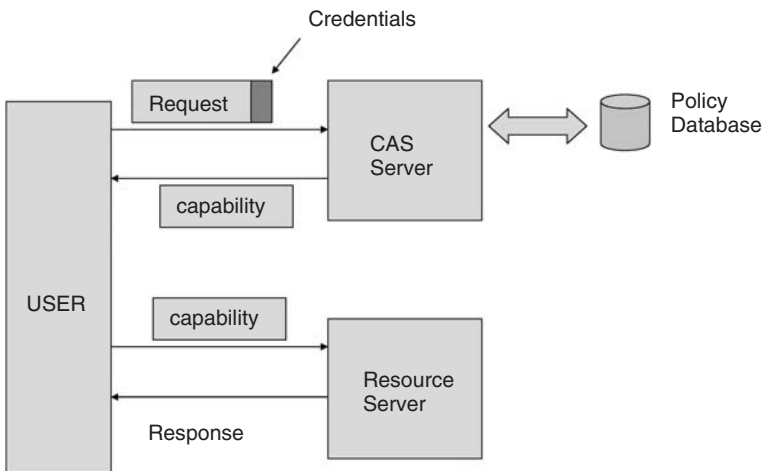 Credentials
Request
CAS
Server
Policy
Database
capability
USER
capability
Resource
Server
Response